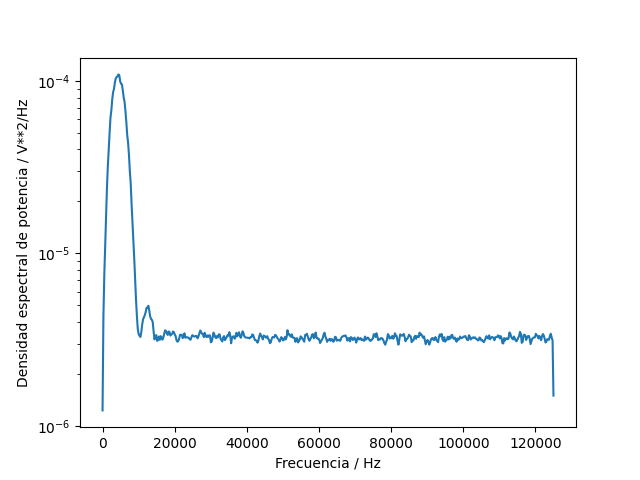 Densidad espectral de potencia / V**2/Hz
10⁻⁴
10⁻⁵
10⁻⁶
0 20000 40000 60000 80000 100000 120000
Frecuencia / Hz